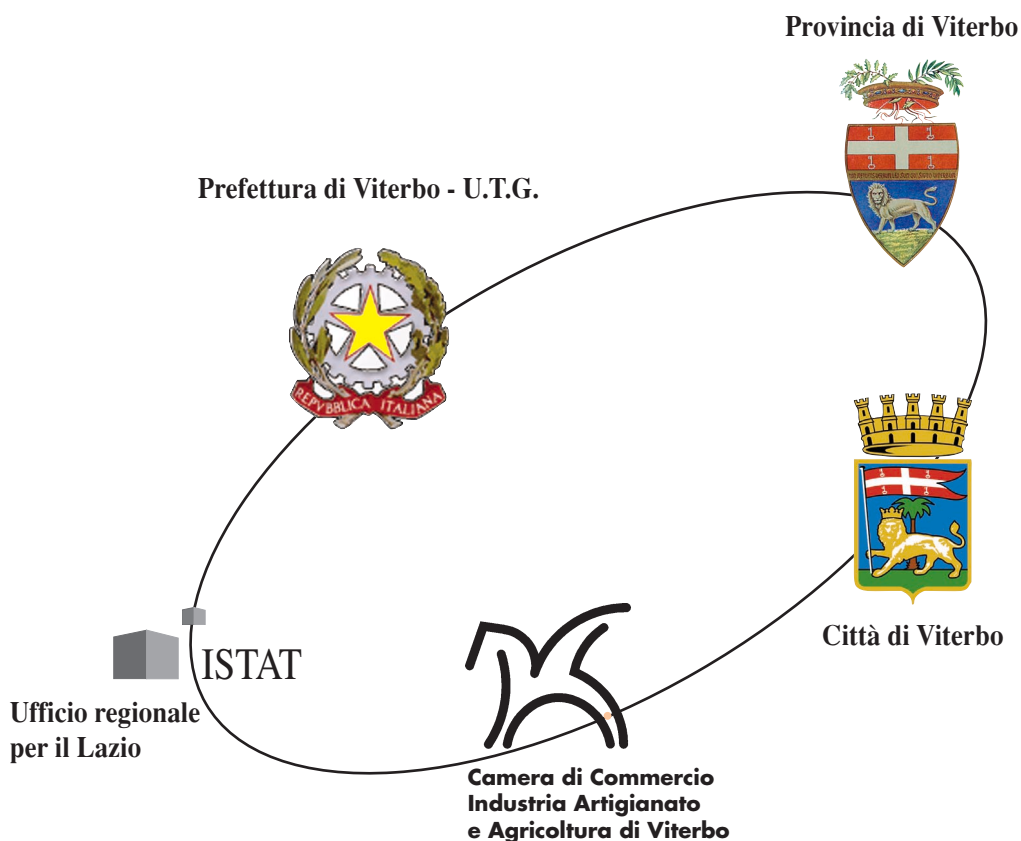 Provincia di Viterbo
Prefettura di Viterbo - U.T.G.
REPVBBLICA ITALIANA
Città di Viterbo
ISTAT
Ufficio regionale
per il Lazio
Camera di Commercio
Industria Artigianato
e Agricoltura di Viterbo